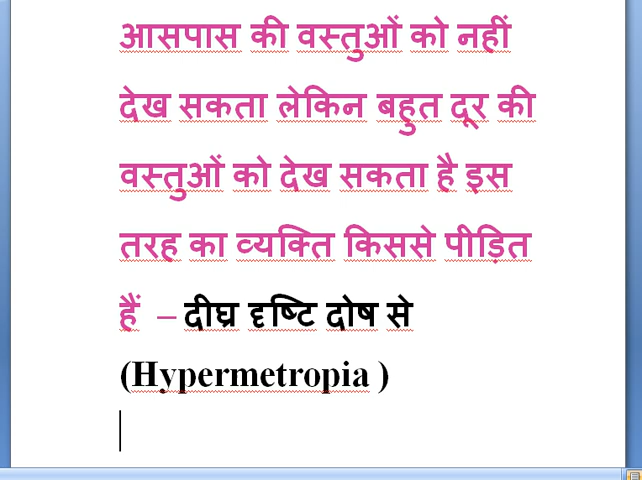 आसपास की वस्तुओं को नहीं
देख सकता लेकिन बहुत दूर की
वस्तुओं को देख सकता है इस
तरह का व्यक्ति किससे पीड़ित
हैं – दीघ्र दृष्टि दोष से
(Hypermetropia )